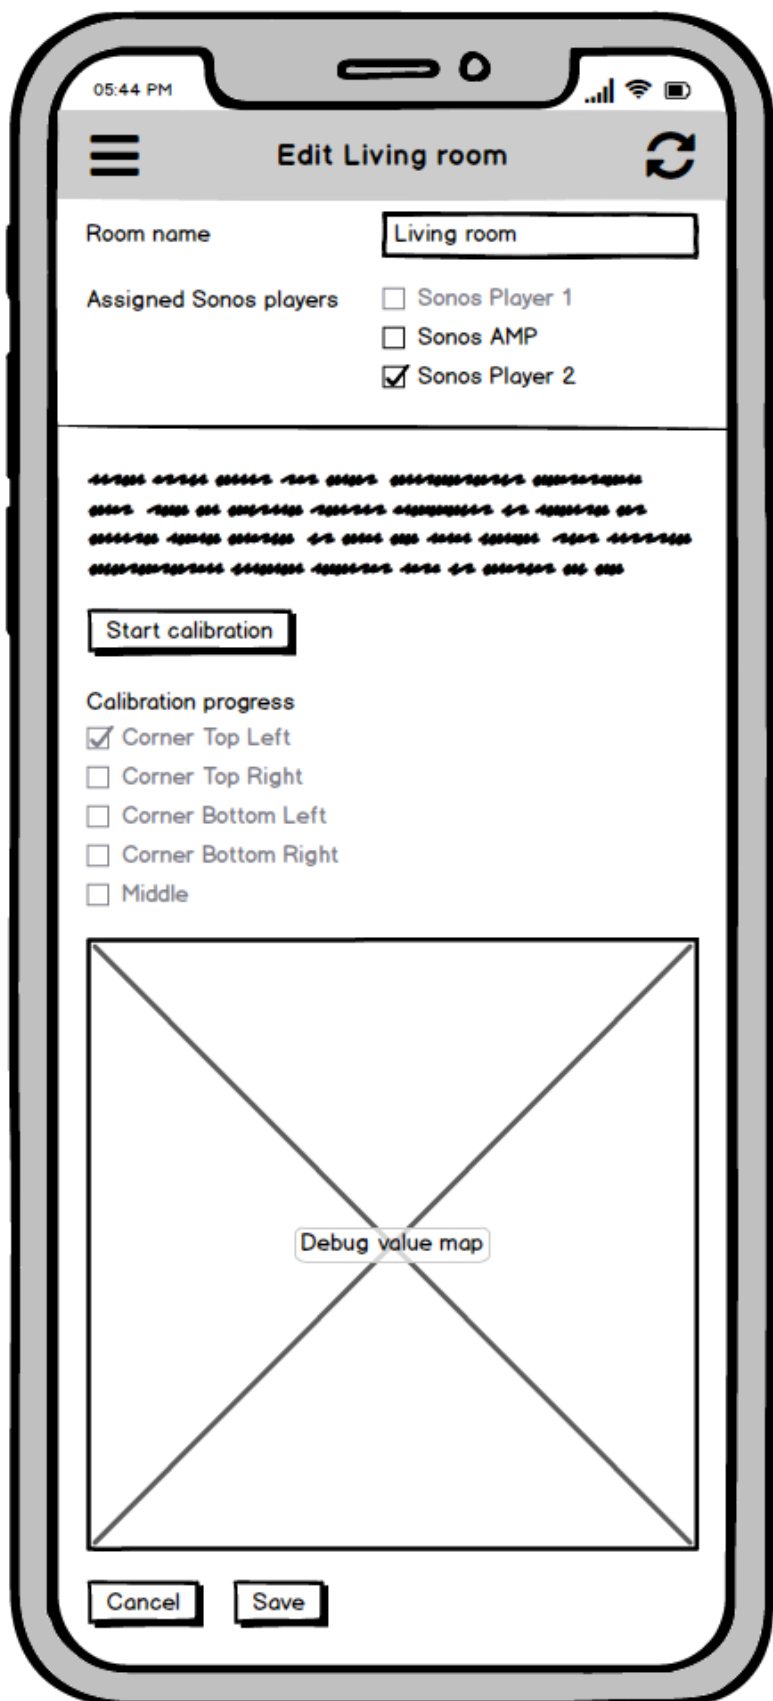 05:44 PM
Edit Living room
Room name
Living room
Assigned Sonos players
Sonos Player 1
Sonos AMP
Sonos Player 2
Start calibration
Calibration progress
Corner Top Left
Corner Top Right
Corner Bottom Left
Corner Bottom Right
Middle
Debug value map
Cancel
Save